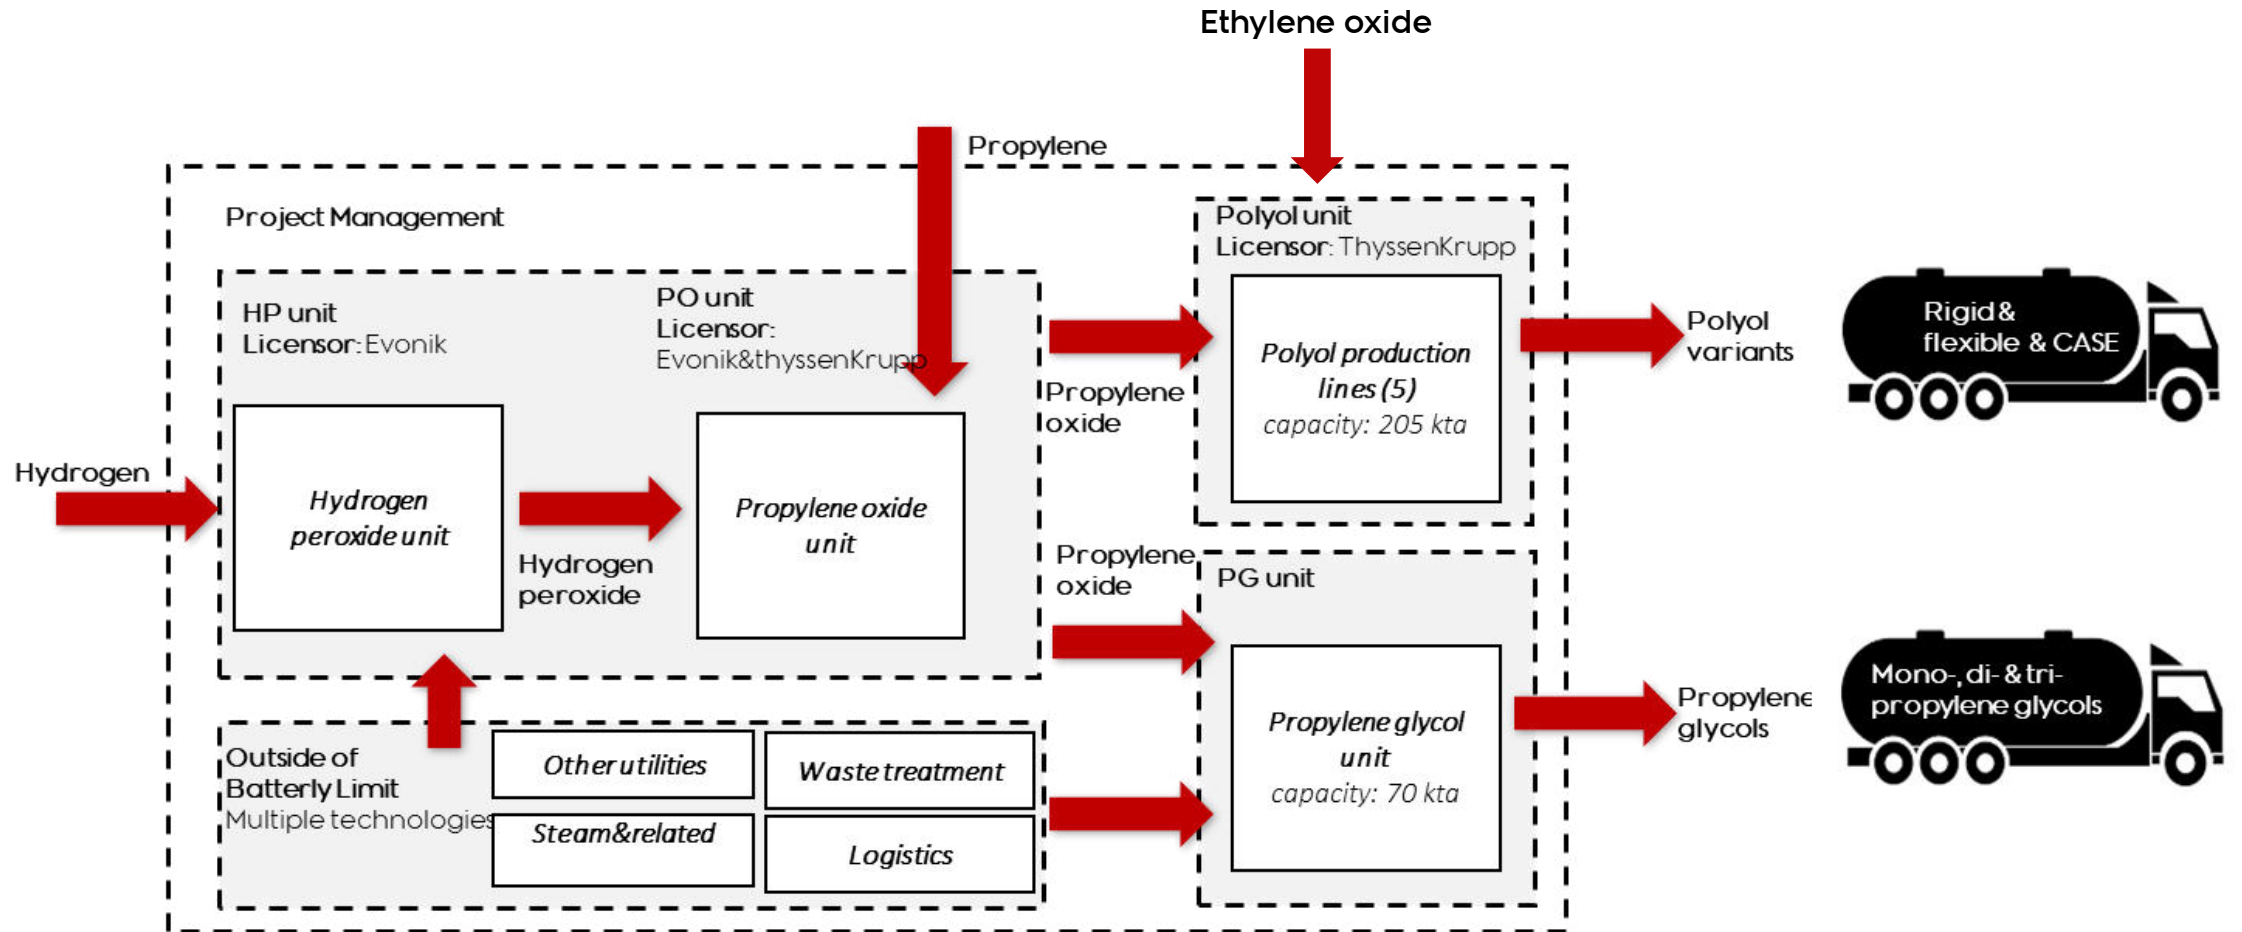 Ethylene oxide
Propylene
Project Management
Polyol unit
Licensor: ThyssenKrupp
HP unit
Licensor: Evonik
PO unit
Licensor:
Evonik&thyssenKrupp
Polyol production
lines (5)
capacity: 205 kta
Polyol
variants
Rigid &
flexible & CASE
Propylene
oxide
Hydrogen
Hydrogen
peroxide unit
Hydrogen
peroxide
Propylene oxide
unit
Propylene
oxide
PG unit
Propylene glycol
unit
capacity: 70 kta
Propylene
glycols
Mono-, di- & tri-
propylene glycols
Outside of
Batterly Limit
Multiple technologies
Other utilities
Waste treatment
Steam&related
Logistics